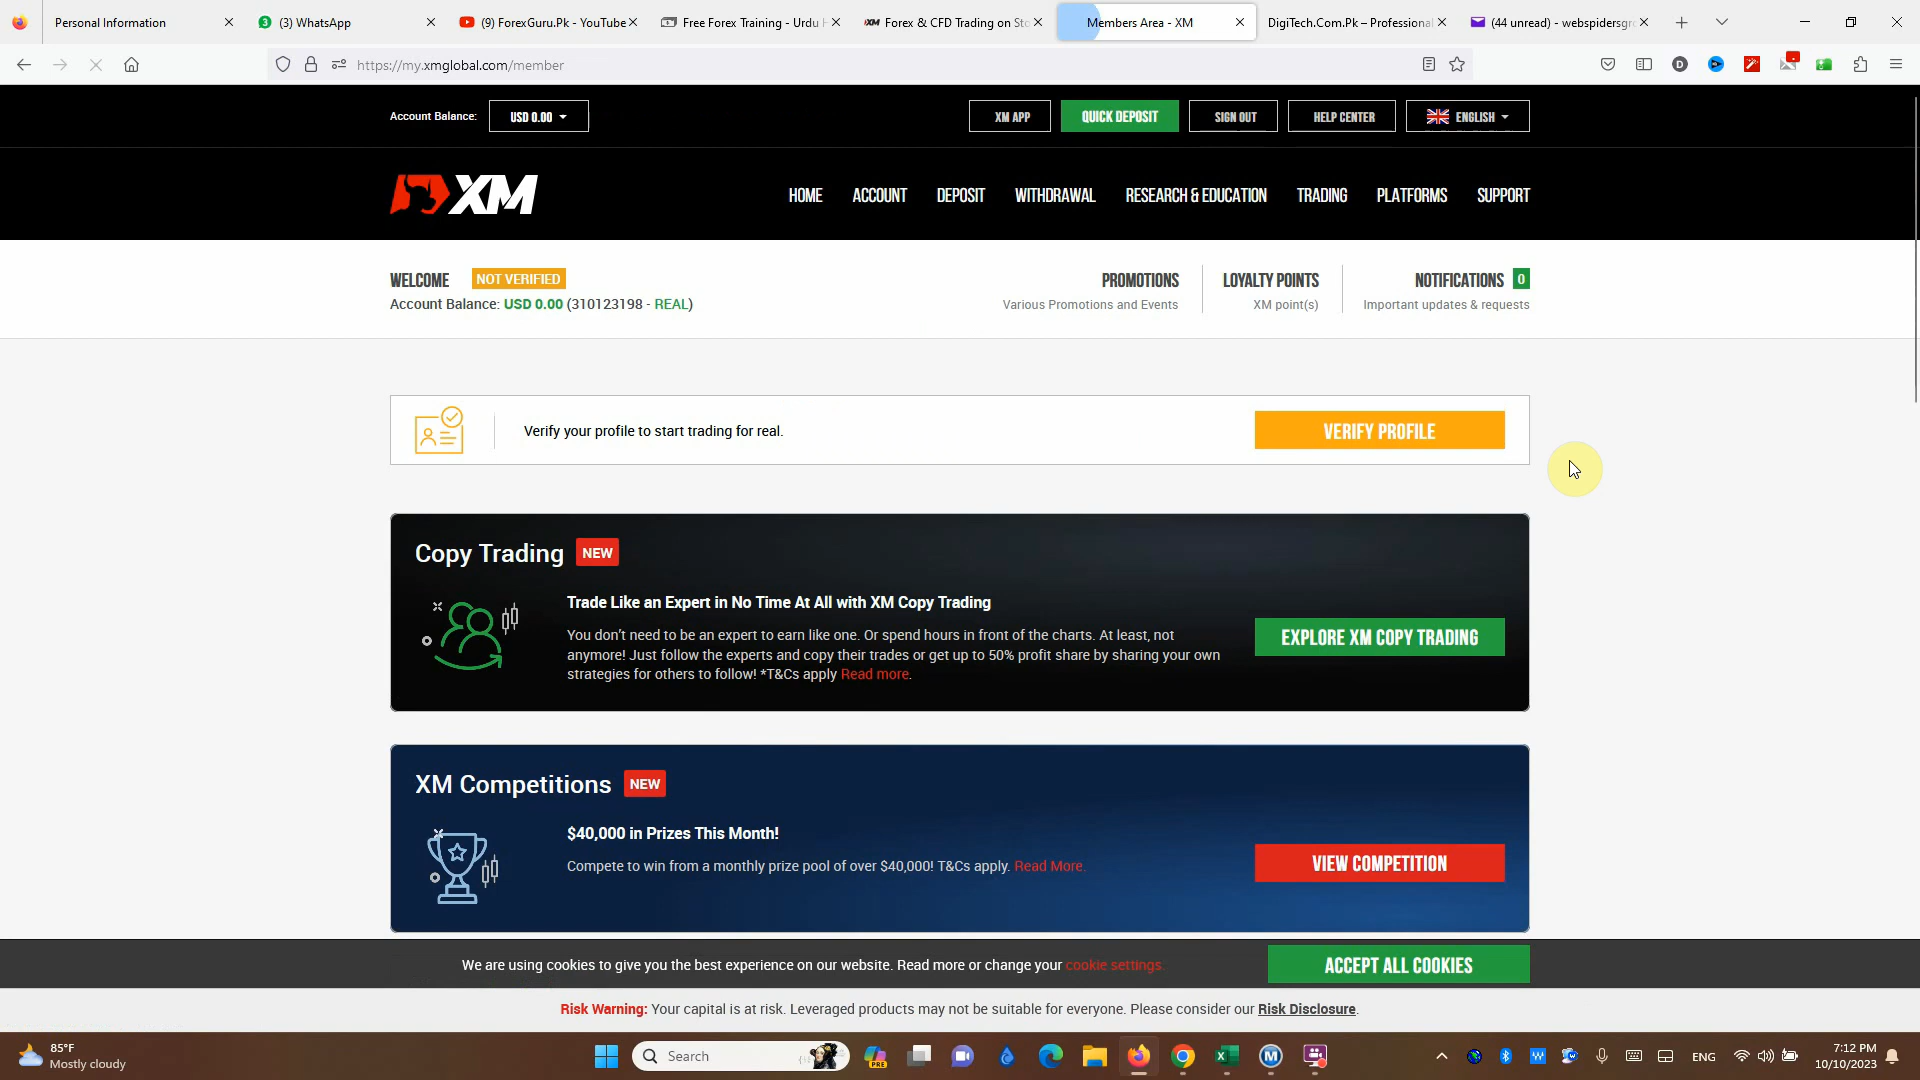 Personal Information
3 (3) WhatsApp
(9) ForexGuru.Pk - YouTube
Free Forex Training - Urdu
XM Forex & CFD Trading on Sto
Members Area - XM
DigiTech.Com.Pk – Professional
(44 unread) - webspidersgr
https://my.xmglobal.com/member
Account Balance:
USD 0.00
XM APP
QUICK DEPOSIT
SIGN OUT
HELP CENTER
ENGLISH
XM
HOME
ACCOUNT
DEPOSIT
WITHDRAWAL
RESEARCH & EDUCATION
TRADING
PLATFORMS
SUPPORT
WELCOME NOT VERIFIED
Account Balance: USD 0.00 (310123198 - REAL)
PROMOTIONS
Various Promotions and Events
LOYALTY POINTS
XM point(s)
NOTIFICATIONS 0
Important updates & requests
Verify your profile to start trading for real.
VERIFY PROFILE
Copy Trading NEW
Trade Like an Expert in No Time At All with XM Copy Trading
You don't need to be an expert to earn like one. Or spend hours in front of the charts. At least, not
anymore! Just follow the experts and copy their trades or get up to 50% profit share by sharing your own
strategies for others to follow! *T&Cs apply Read more.
EXPLORE XM COPY TRADING
XM Competitions NEW
$40,000 in Prizes This Month!
Compete to win from a monthly prize pool of over $40,000! T&Cs apply. Read More.
VIEW COMPETITION
We are using cookies to give you the best experience on our website. Read more or change your cookie settings.
ACCEPT ALL COOKIES
Risk Warning: Your capital is at risk. Leveraged products may not be suitable for everyone. Please consider our Risk Disclosure.
85°F
Mostly cloudy
Search
PRE
ENG
7:12 PM
10/10/2023